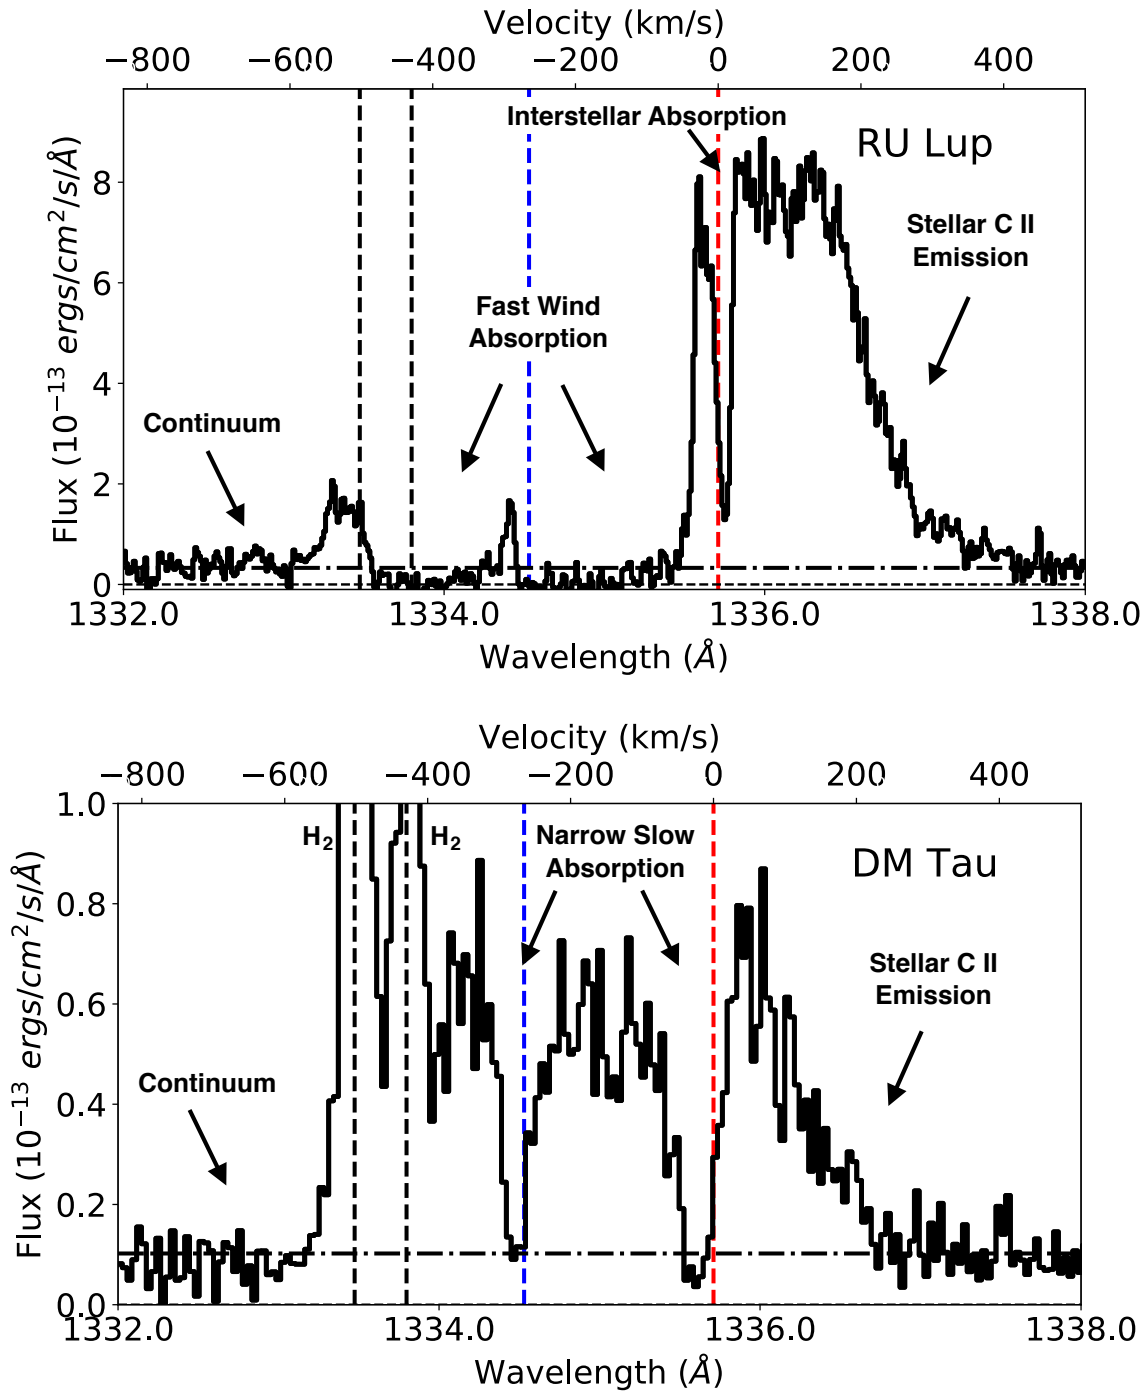 Velocity (km/s)
−800 −600 −400 −200 0 200 400
Interstellar Absorption
RU Lup
Stellar C II
Emission
Fast Wind
Absorption
Continuum
8
6
4
2
0
Flux (10⁻¹³ ergs/cm²/s/Å)
1332.0 1334.0 1336.0 1338.0
Wavelength (Å)
Velocity (km/s)
−800 −600 −400 −200 0 200 400
H₂ H₂
Narrow Slow
Absorption
DM Tau
Stellar C II
Emission
Continuum
1.0
0.8
0.6
0.4
0.2
0.0
Flux (10⁻¹³ ergs/cm²/s/Å)
1332.0 1334.0 1336.0 1338.0
Wavelength (Å)